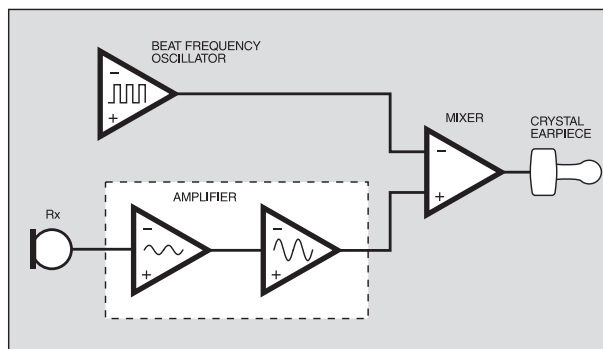 BEAT FREQUENCY
OSCILLATOR
−
+
MIXER
−
+
CRYSTAL
EARPIECE
AMPLIFIER
Rx
−
+
−
+